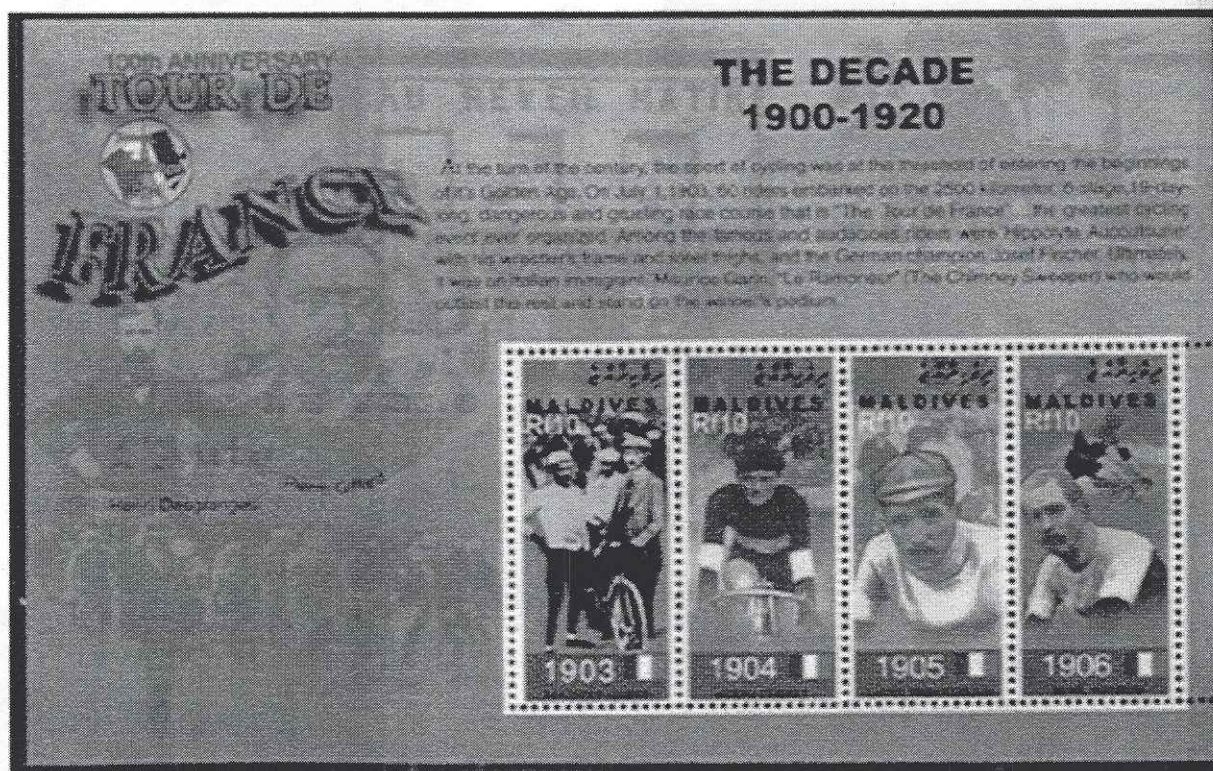 100th ANNIVERSARY
TOUR DE
FRANCE
THE DECADE
1900-1920
At the turn of the century, the sport of cycling was at the threshold of entering the beginnings
of it's Golden Age. On July 1, 1903, 60 riders embarked on the 2500 kilometer, 6 stage, 19-day-
long, dangerous and grueling race course that is "The Tour de France"... the greatest cycling
event ever organized. Among the famous and audacious riders were Hippolyte Aucouturier
with his wrestler's frame and steel thighs, and the German champion Josef Fischer. Ultimately,
it was an Italian immigrant, Maurice Garin, "Le Ramoneur" (The Chimney Sweeper) who would
outlast the rest and stand on the winner's podium.
AU REVEIL MATIN
Henri Desgranges
ދިވެހިރާއްޖެ
MALDIVES
Rf10
1903
ދިވެހިރާއްޖެ
MALDIVES
Rf10
1904
ދިވެހިރާއްޖެ
MALDIVES
Rf10
1905
ދިވެހިރާއްޖެ
MALDIVES
Rf10
1906